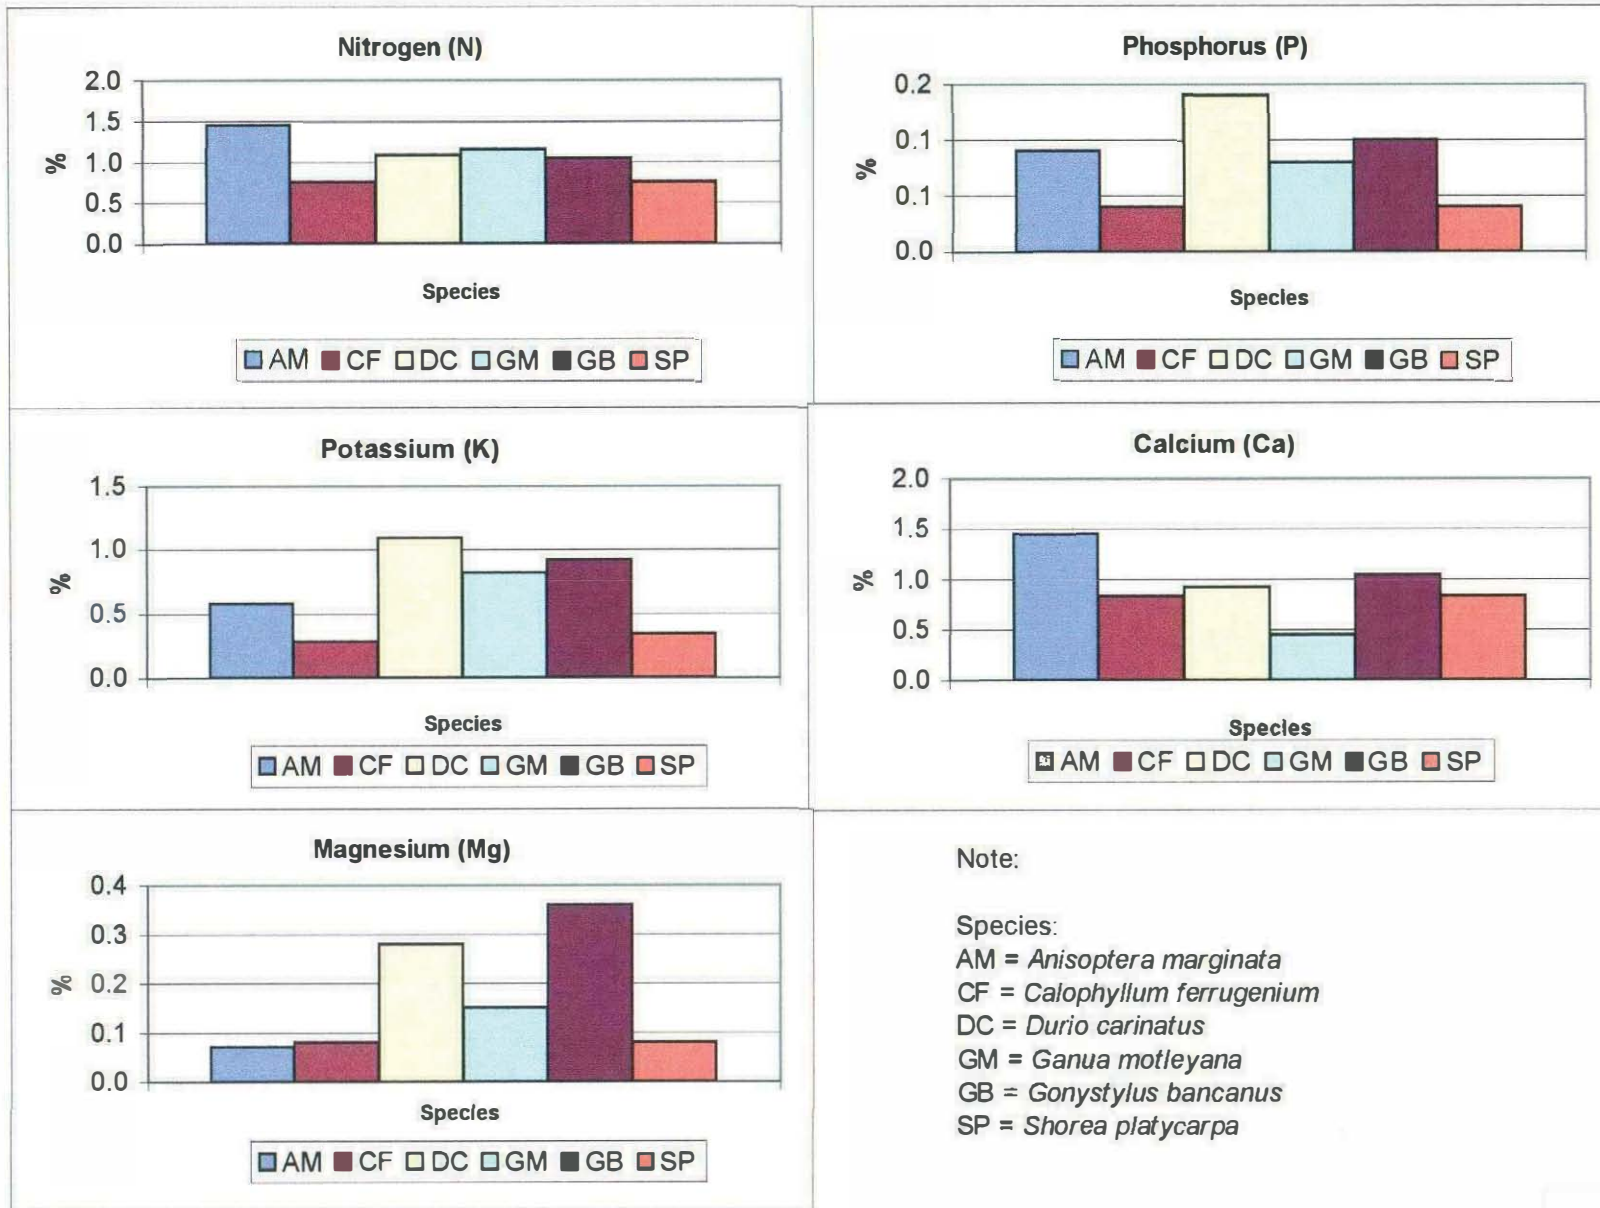 Nitrogen (N)
2.0
1.5
1.0
0.5
0.0
%
Species
AM CF DC GM GB SP
Phosphorus (P)
0.2
0.1
0.1
0.0
%
Species
AM CF DC GM GB SP
Potassium (K)
1.5
1.0
0.5
0.0
%
Species
AM CF DC GM GB SP
Calcium (Ca)
2.0
1.5
1.0
0.5
0.0
%
Species
AM CF DC GM GB SP
Magnesium (Mg)
0.4
0.3
0.2
0.1
0.0
%
Species
AM CF DC GM GB SP
Note:
Species:
AM = Anisoptera marginata
CF = Calophyllum ferrugenium
DC = Durio carinatus
GM = Ganua motleyana
GB = Gonystylus bancanus
SP = Shorea platycarpa